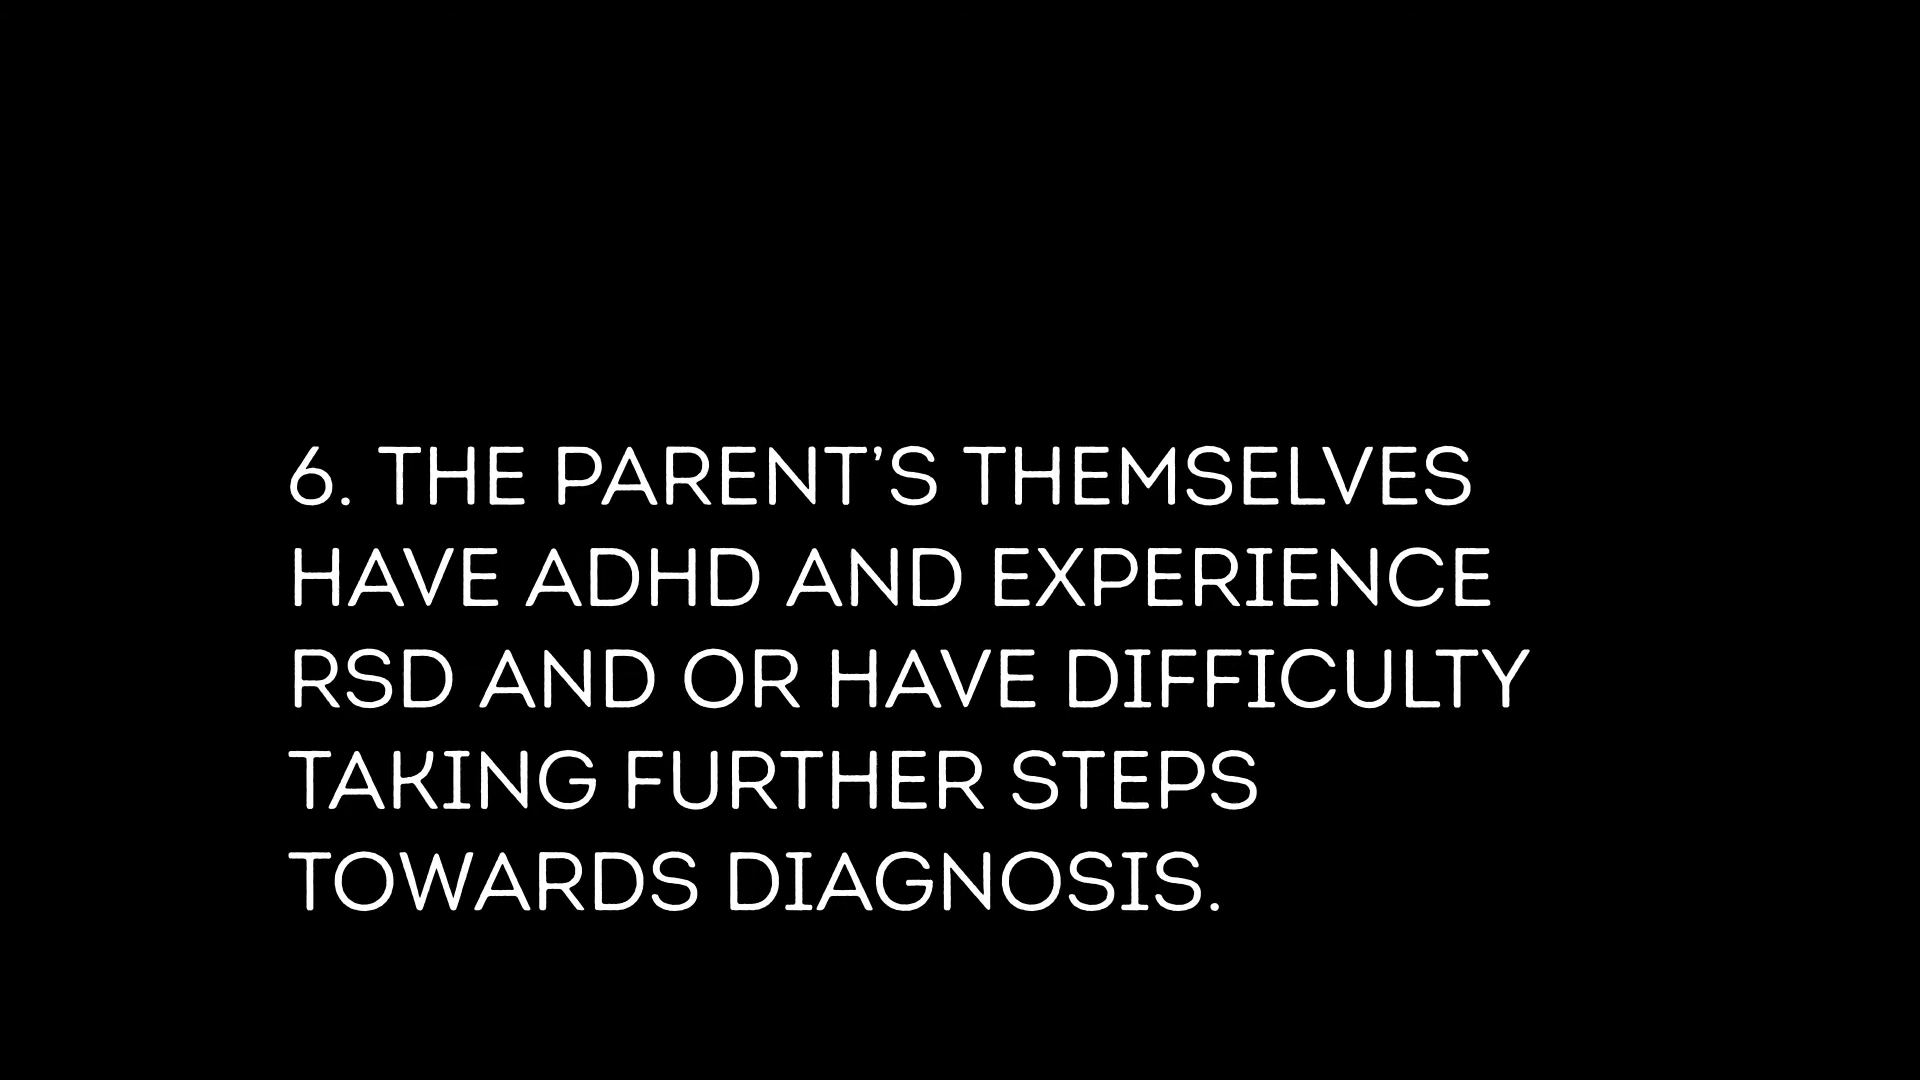 6. THE PARENT’S THEMSELVES
HAVE ADHD AND EXPERIENCE
RSD AND OR HAVE DIFFICULTY
TAKING FURTHER STEPS
TOWARDS DIAGNOSIS.